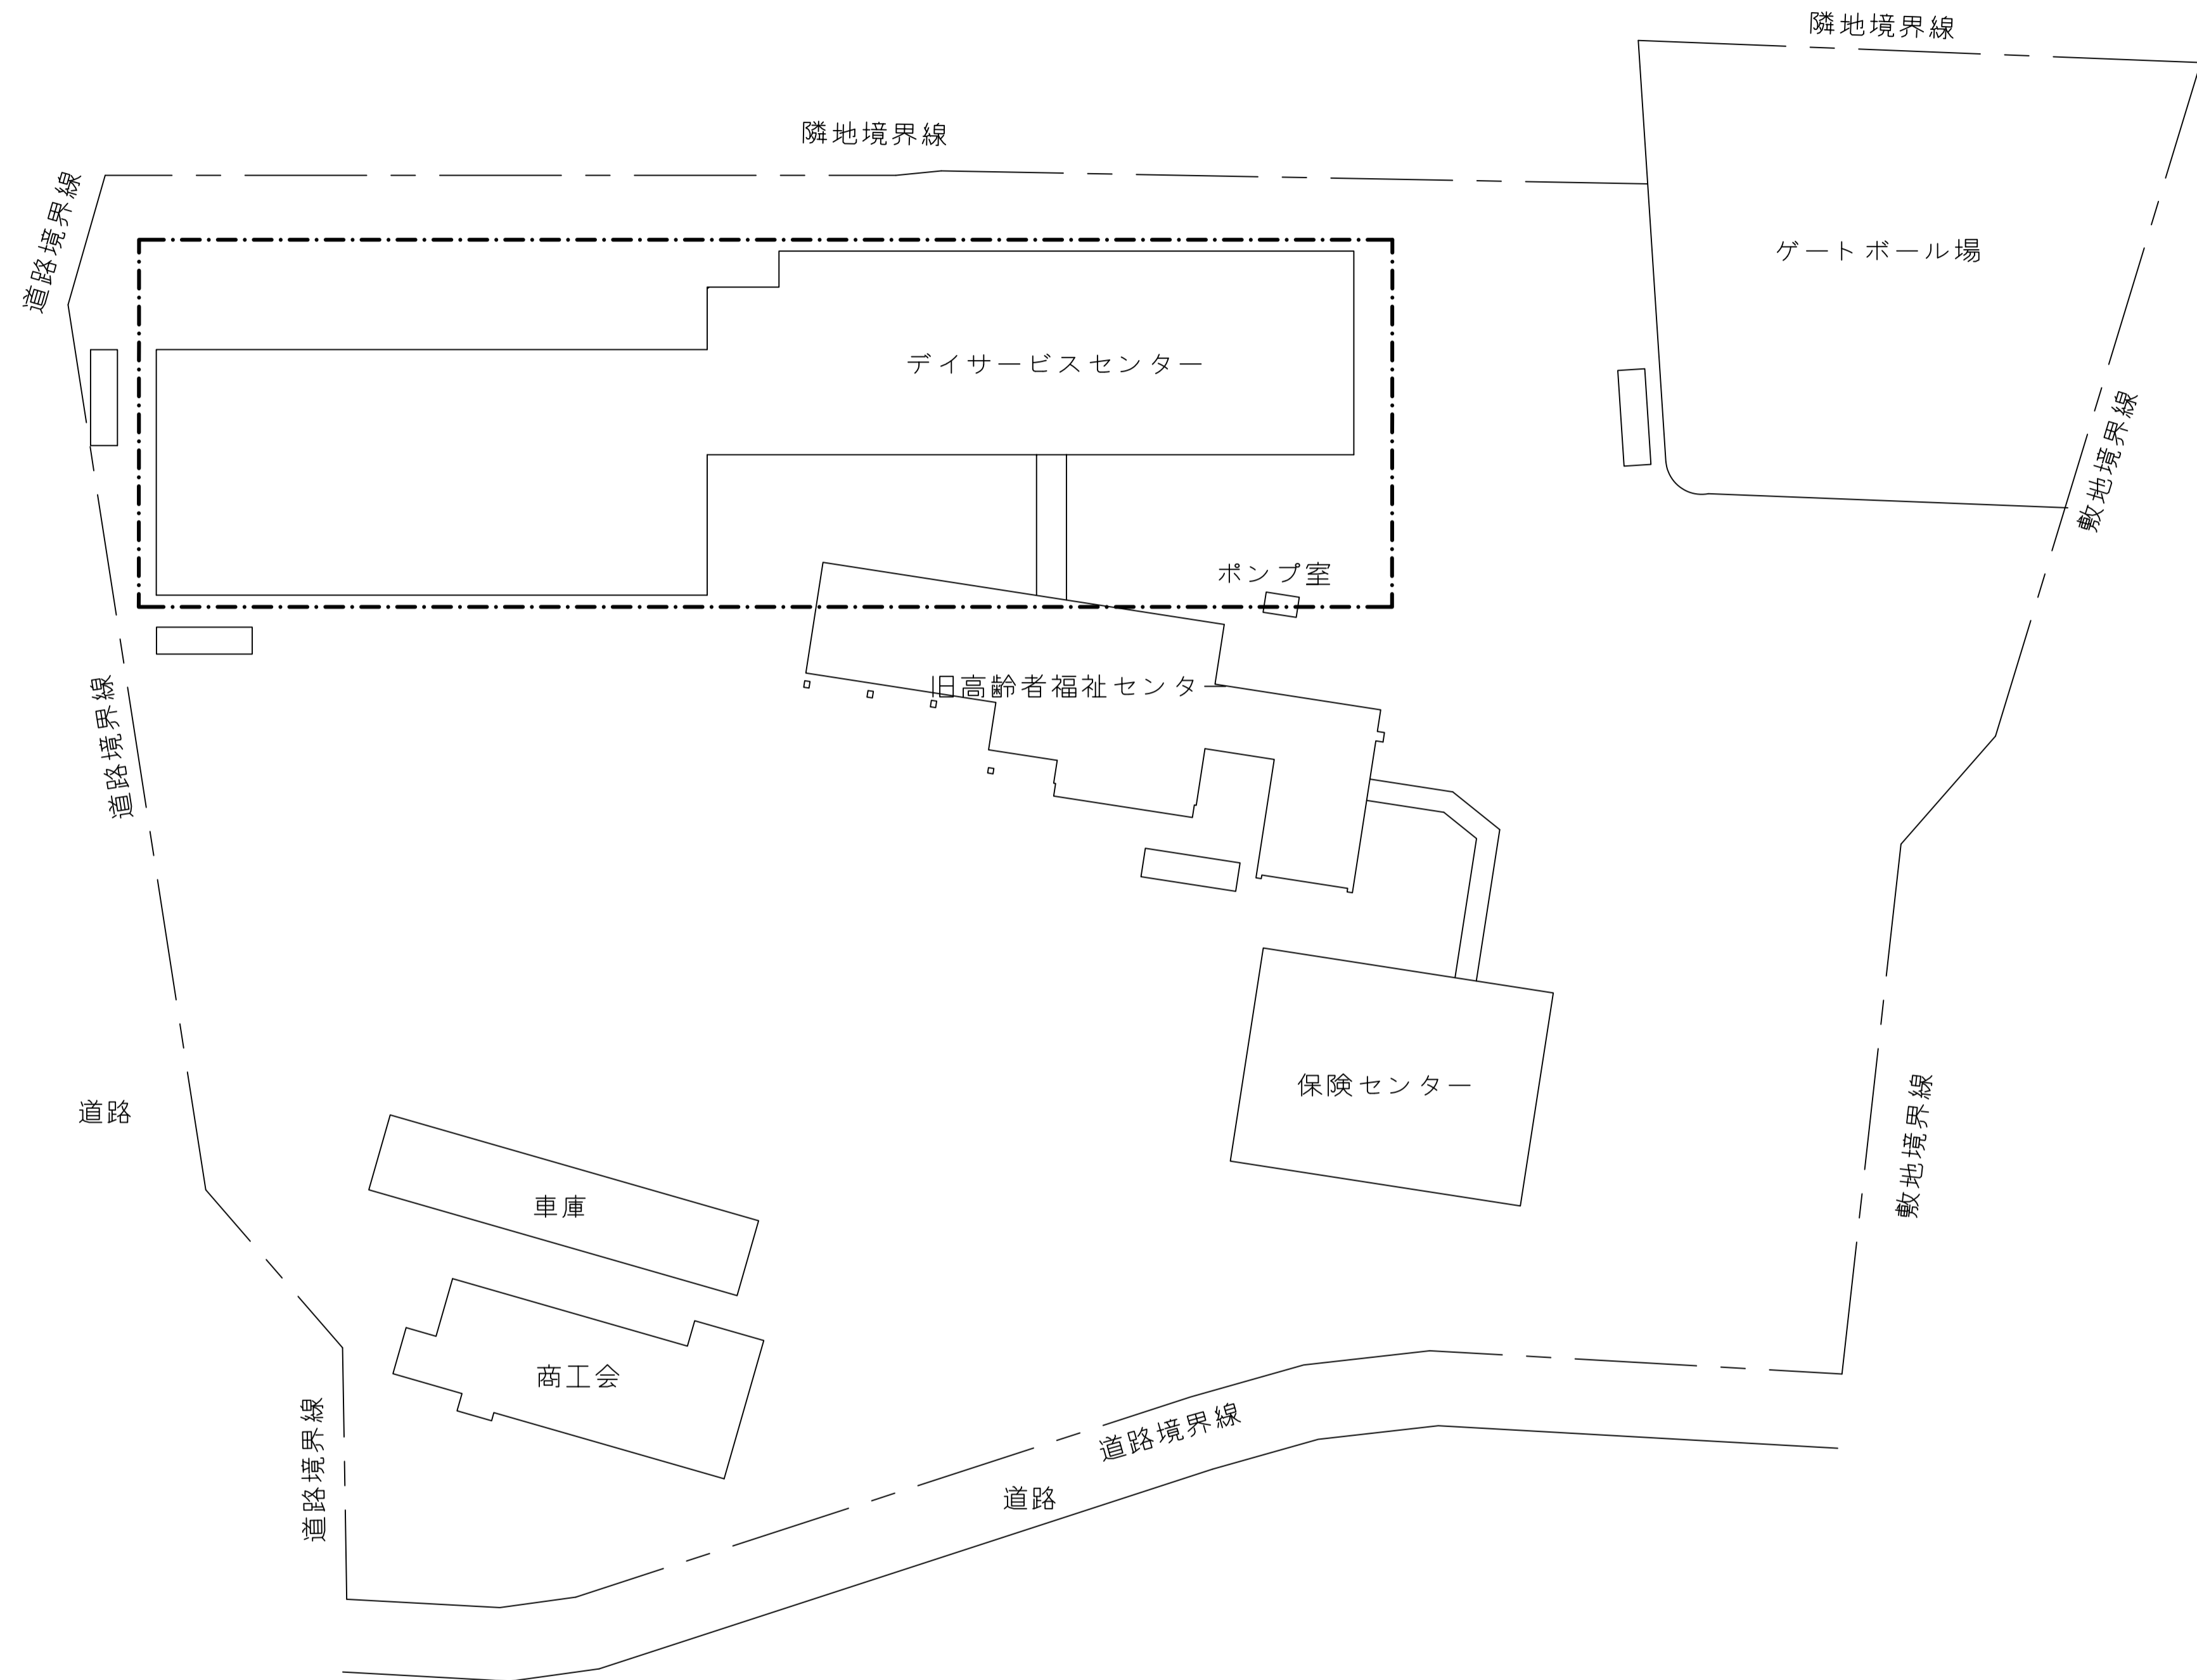 隣地境界線
隣地境界線
道路境界線
ゲートボール場
デイサービスセンター
敷地境界線
ポンプ室
旧高齢者福祉センター
道路境界線
保険センター
道路
敷地境界線
車庫
商工会
道路境界線
道路境界線
道路